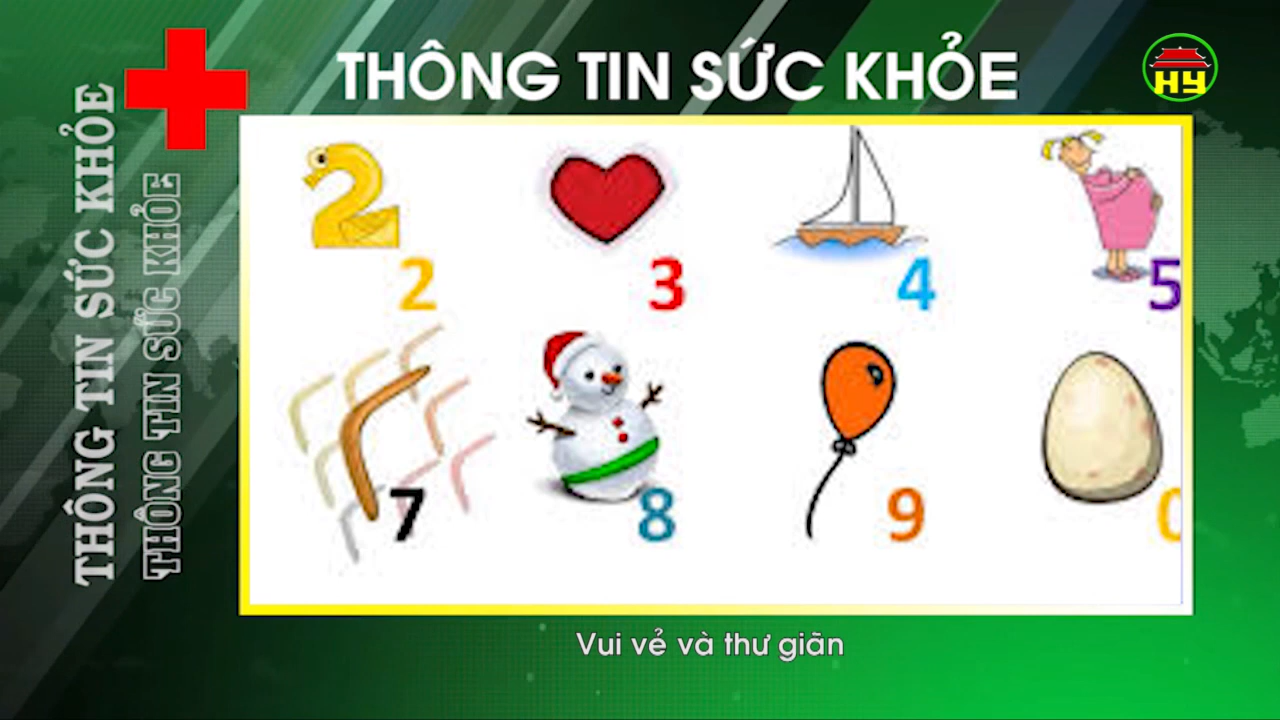 THÔNG TIN SỨC KHỎE
HY
THÔNG TIN SỨC KHỎE
THÔNG TIN SỨC KHỎE
2 3 4 5
7 8 9 0
Vui vẻ và thư giãn